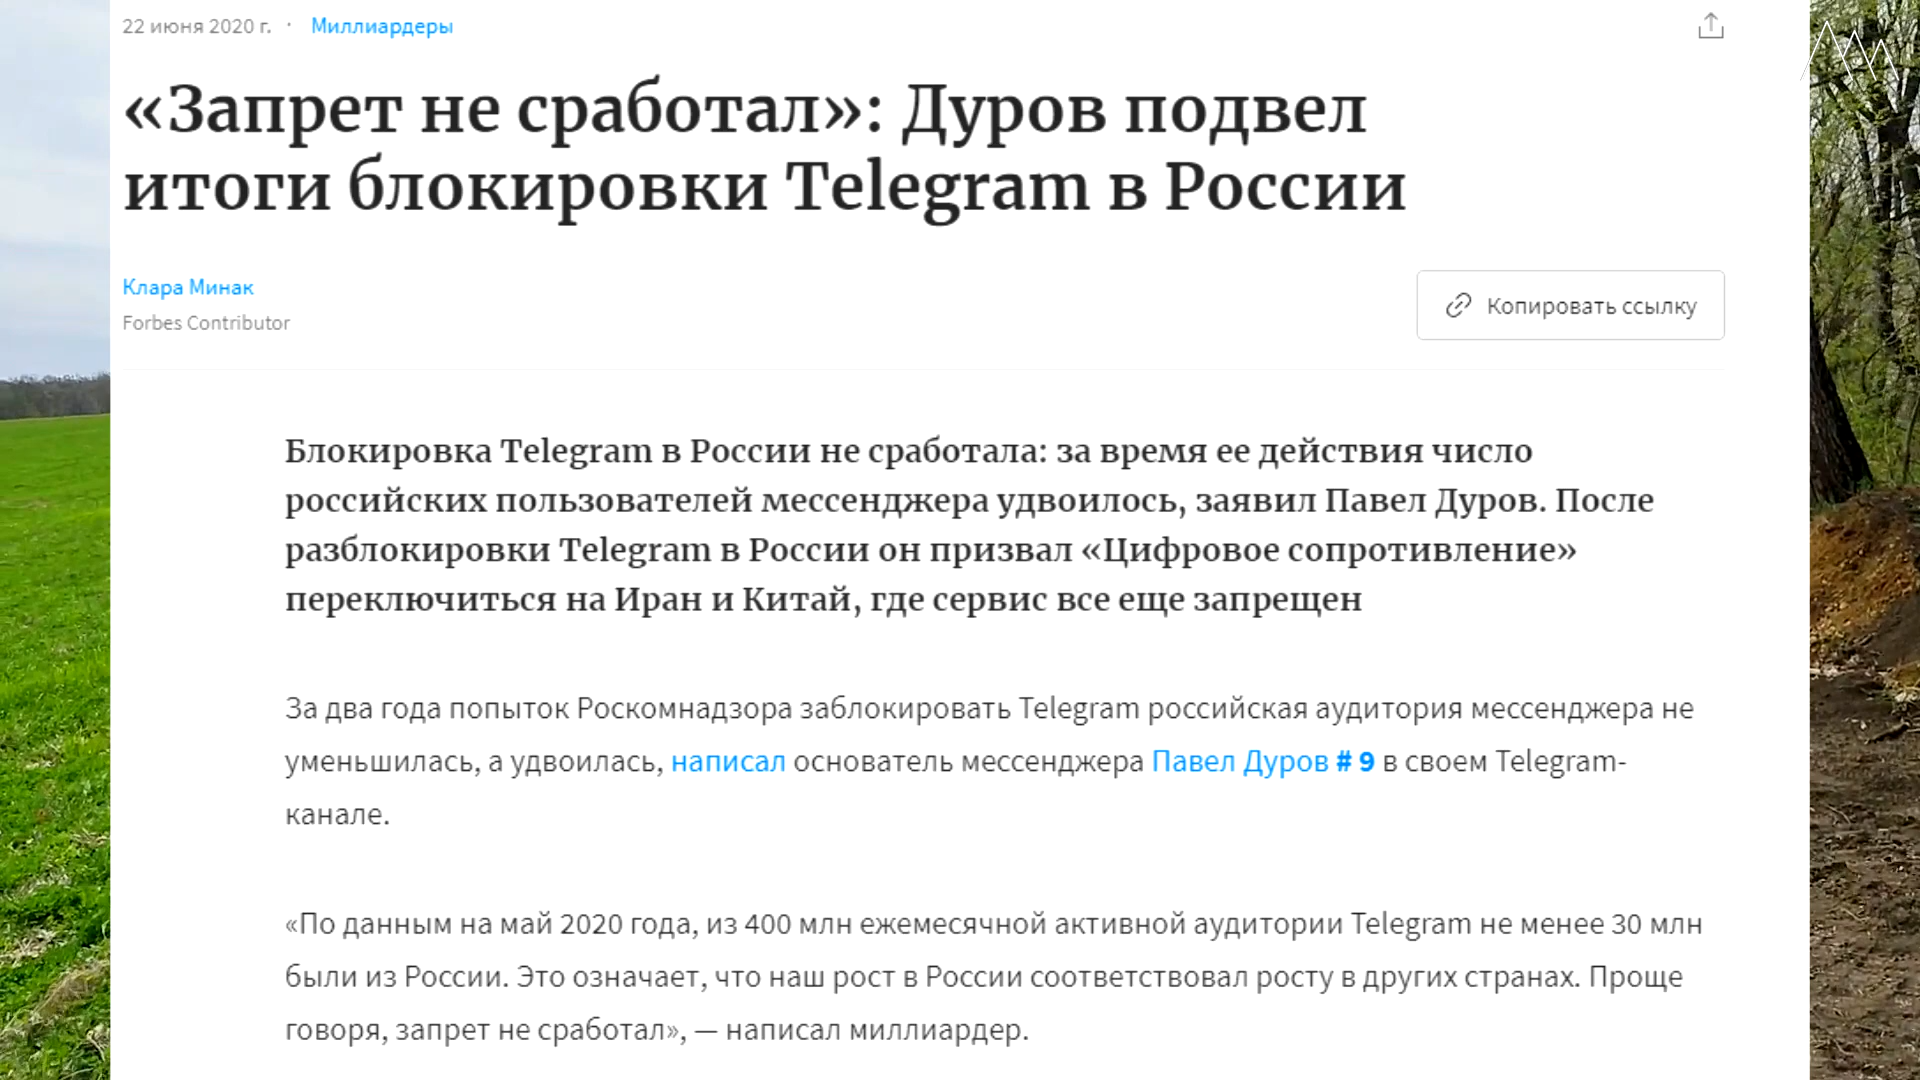 22 июня 2020 г. · Миллиардеры
«Запрет не сработал»: Дуров подвел
итоги блокировки Telegram в России
Клара Минак
Forbes Contributor
Копировать ссылку
Блокировка Telegram в России не сработала: за время ее действия число
российских пользователей мессенджера удвоилось, заявил Павел Дуров. После
разблокировки Telegram в России он призвал «Цифровое сопротивление»
переключиться на Иран и Китай, где сервис все еще запрещен
За два года попыток Роскомнадзора заблокировать Telegram российская аудитория мессенджера не
уменьшилась, а удвоилась, написал основатель мессенджера Павел Дуров # 9 в своем Telegram-
канале.
«По данным на май 2020 года, из 400 млн ежемесячной активной аудитории Telegram не менее 30 млн
были из России. Это означает, что наш рост в России соответствовал росту в других странах. Проще
говоря, запрет не сработал», — написал миллиардер.